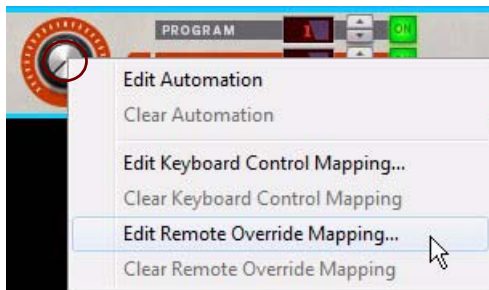 PROGRAM 1 ON
Edit Automation
Clear Automation
Edit Keyboard Control Mapping...
Clear Keyboard Control Mapping
Edit Remote Override Mapping...
Clear Remote Override Mapping